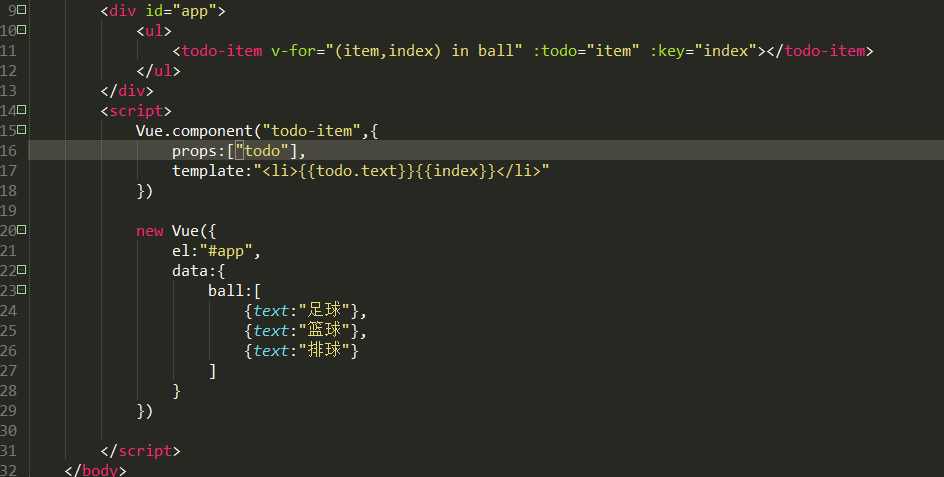 9 <div id="app">
10 <ul>
11 <todo-item v-for="(item,index) in ball" :todo="item" :key="index"></todo-item>
12 </ul>
13 </div>
14 <script>
15 Vue.component("todo-item",{
16 props:["todo"],
17 template:"<li>{{todo.text}}{{index}}</li>"
18 })
19
20 new Vue({
21 el:"#app",
22 data:{
23 ball:[
24 {text:"足球"},
25 {text:"篮球"},
26 {text:"排球"}
27 ]
28 }
29 })
30
31 </script>
32 </body>